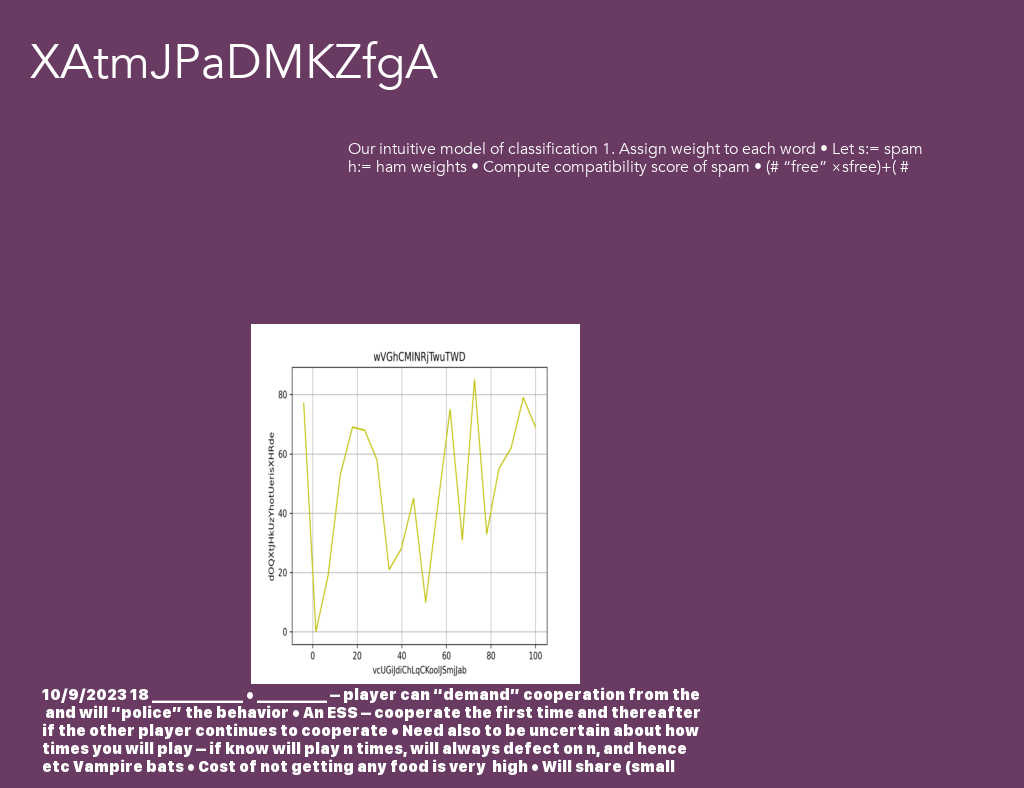 XAtmJPaDMKZfgA
Our intuitive model of classification 1. Assign weight to each word • Let s:= spam
h:= ham weights • Compute compatibility score of spam • (# “free” ×sfree)+( #
wVGhCMINRjTwuTWD
80
60
40
20
0
dOQXtJHkUzYhotUerisXHRde
0 20 40 60 80 100
vcUGiJdiChLqCKooIJSmjJab
10/9/2023 18 _____________ • __________ – player can “demand” cooperation from the
and will “police” the behavior • An ESS – cooperate the first time and thereafter
if the other player continues to cooperate • Need also to be uncertain about how
times you will play – if know will play n times, will always defect on n, and hence
etc Vampire bats • Cost of not getting any food is very high • Will share (small